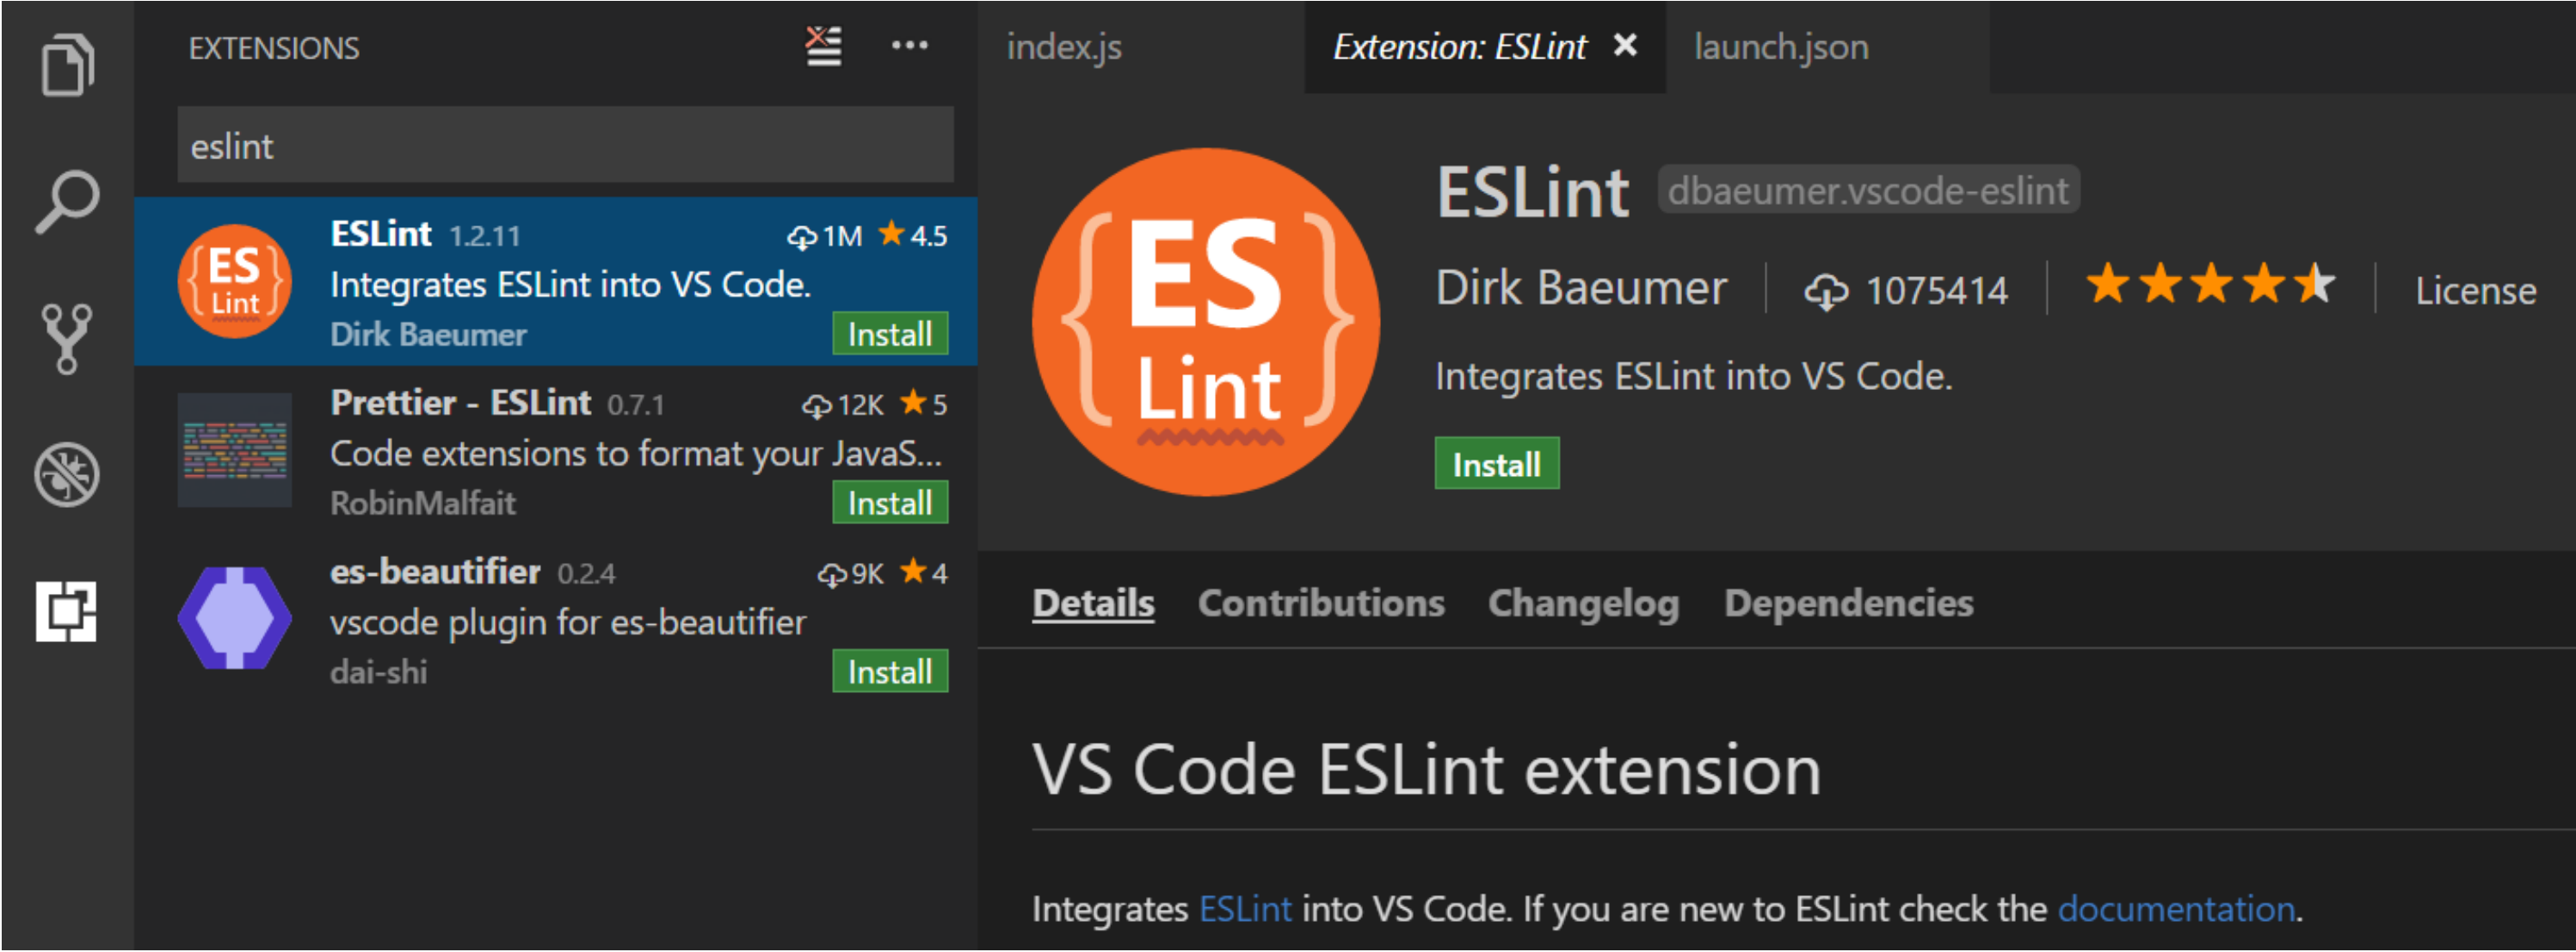 EXTENSIONS
eslint
ES
Lint
ESLint 1.2.11 1M 4.5
Integrates ESLint into VS Code.
Dirk Baeumer Install
Prettier - ESLint 0.7.1 12K 5
Code extensions to format your JavaS...
RobinMalfait Install
es-beautifier 0.2.4 9K 4
vscode plugin for es-beautifier
dai-shi Install
index.js Extension: ESLint launch.json
{ES
Lint}
ESLint dbaeumer.vscode-eslint
Dirk Baeumer 1075414 License
Integrates ESLint into VS Code.
Install
Details Contributions Changelog Dependencies
VS Code ESLint extension
Integrates ESLint into VS Code. If you are new to ESLint check the documentation.